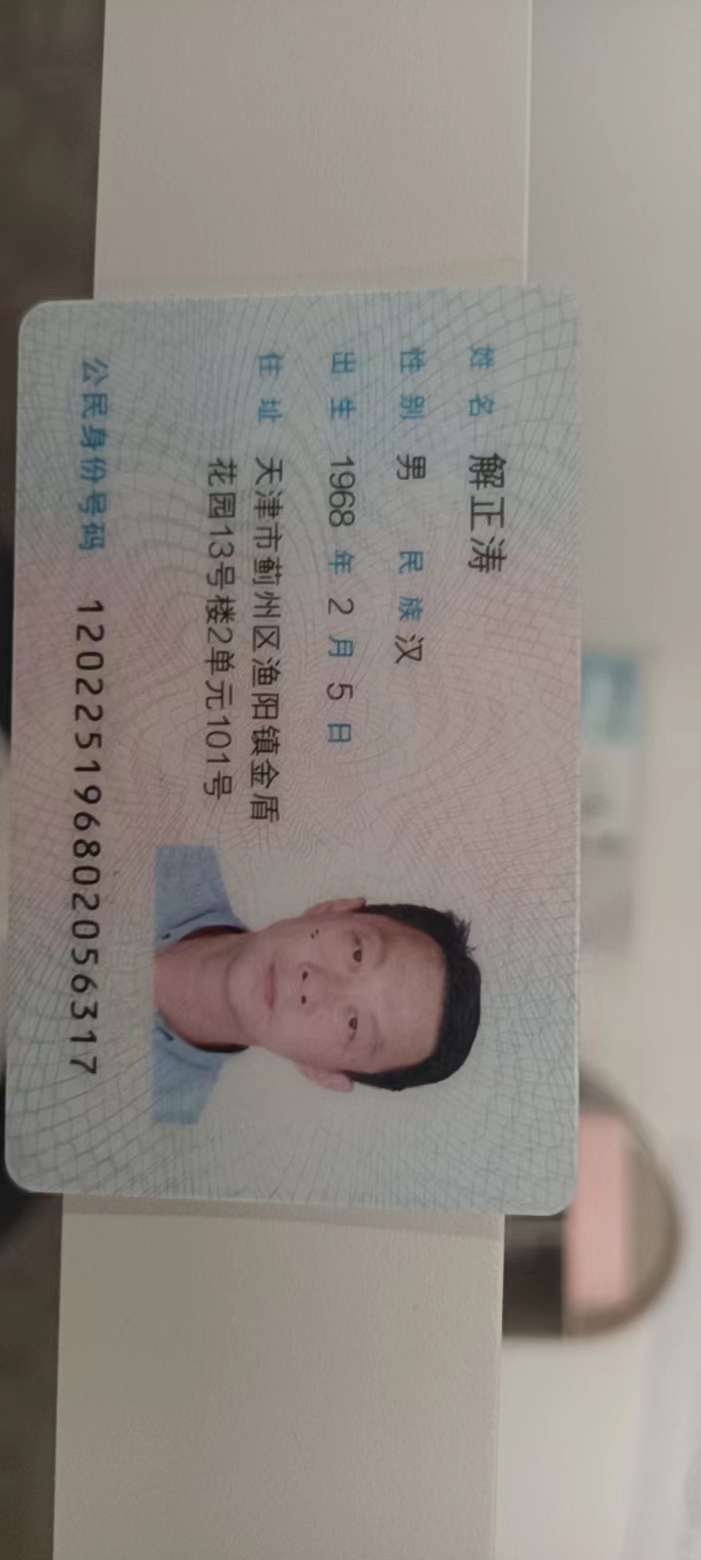 姓名 解正涛
性别 男 民族 汉
出生 1968 年 2 月 5 日
住址 天津市蓟州区渔阳镇金盾
花园13号楼2单元101号
公民身份号码 120225196802056317